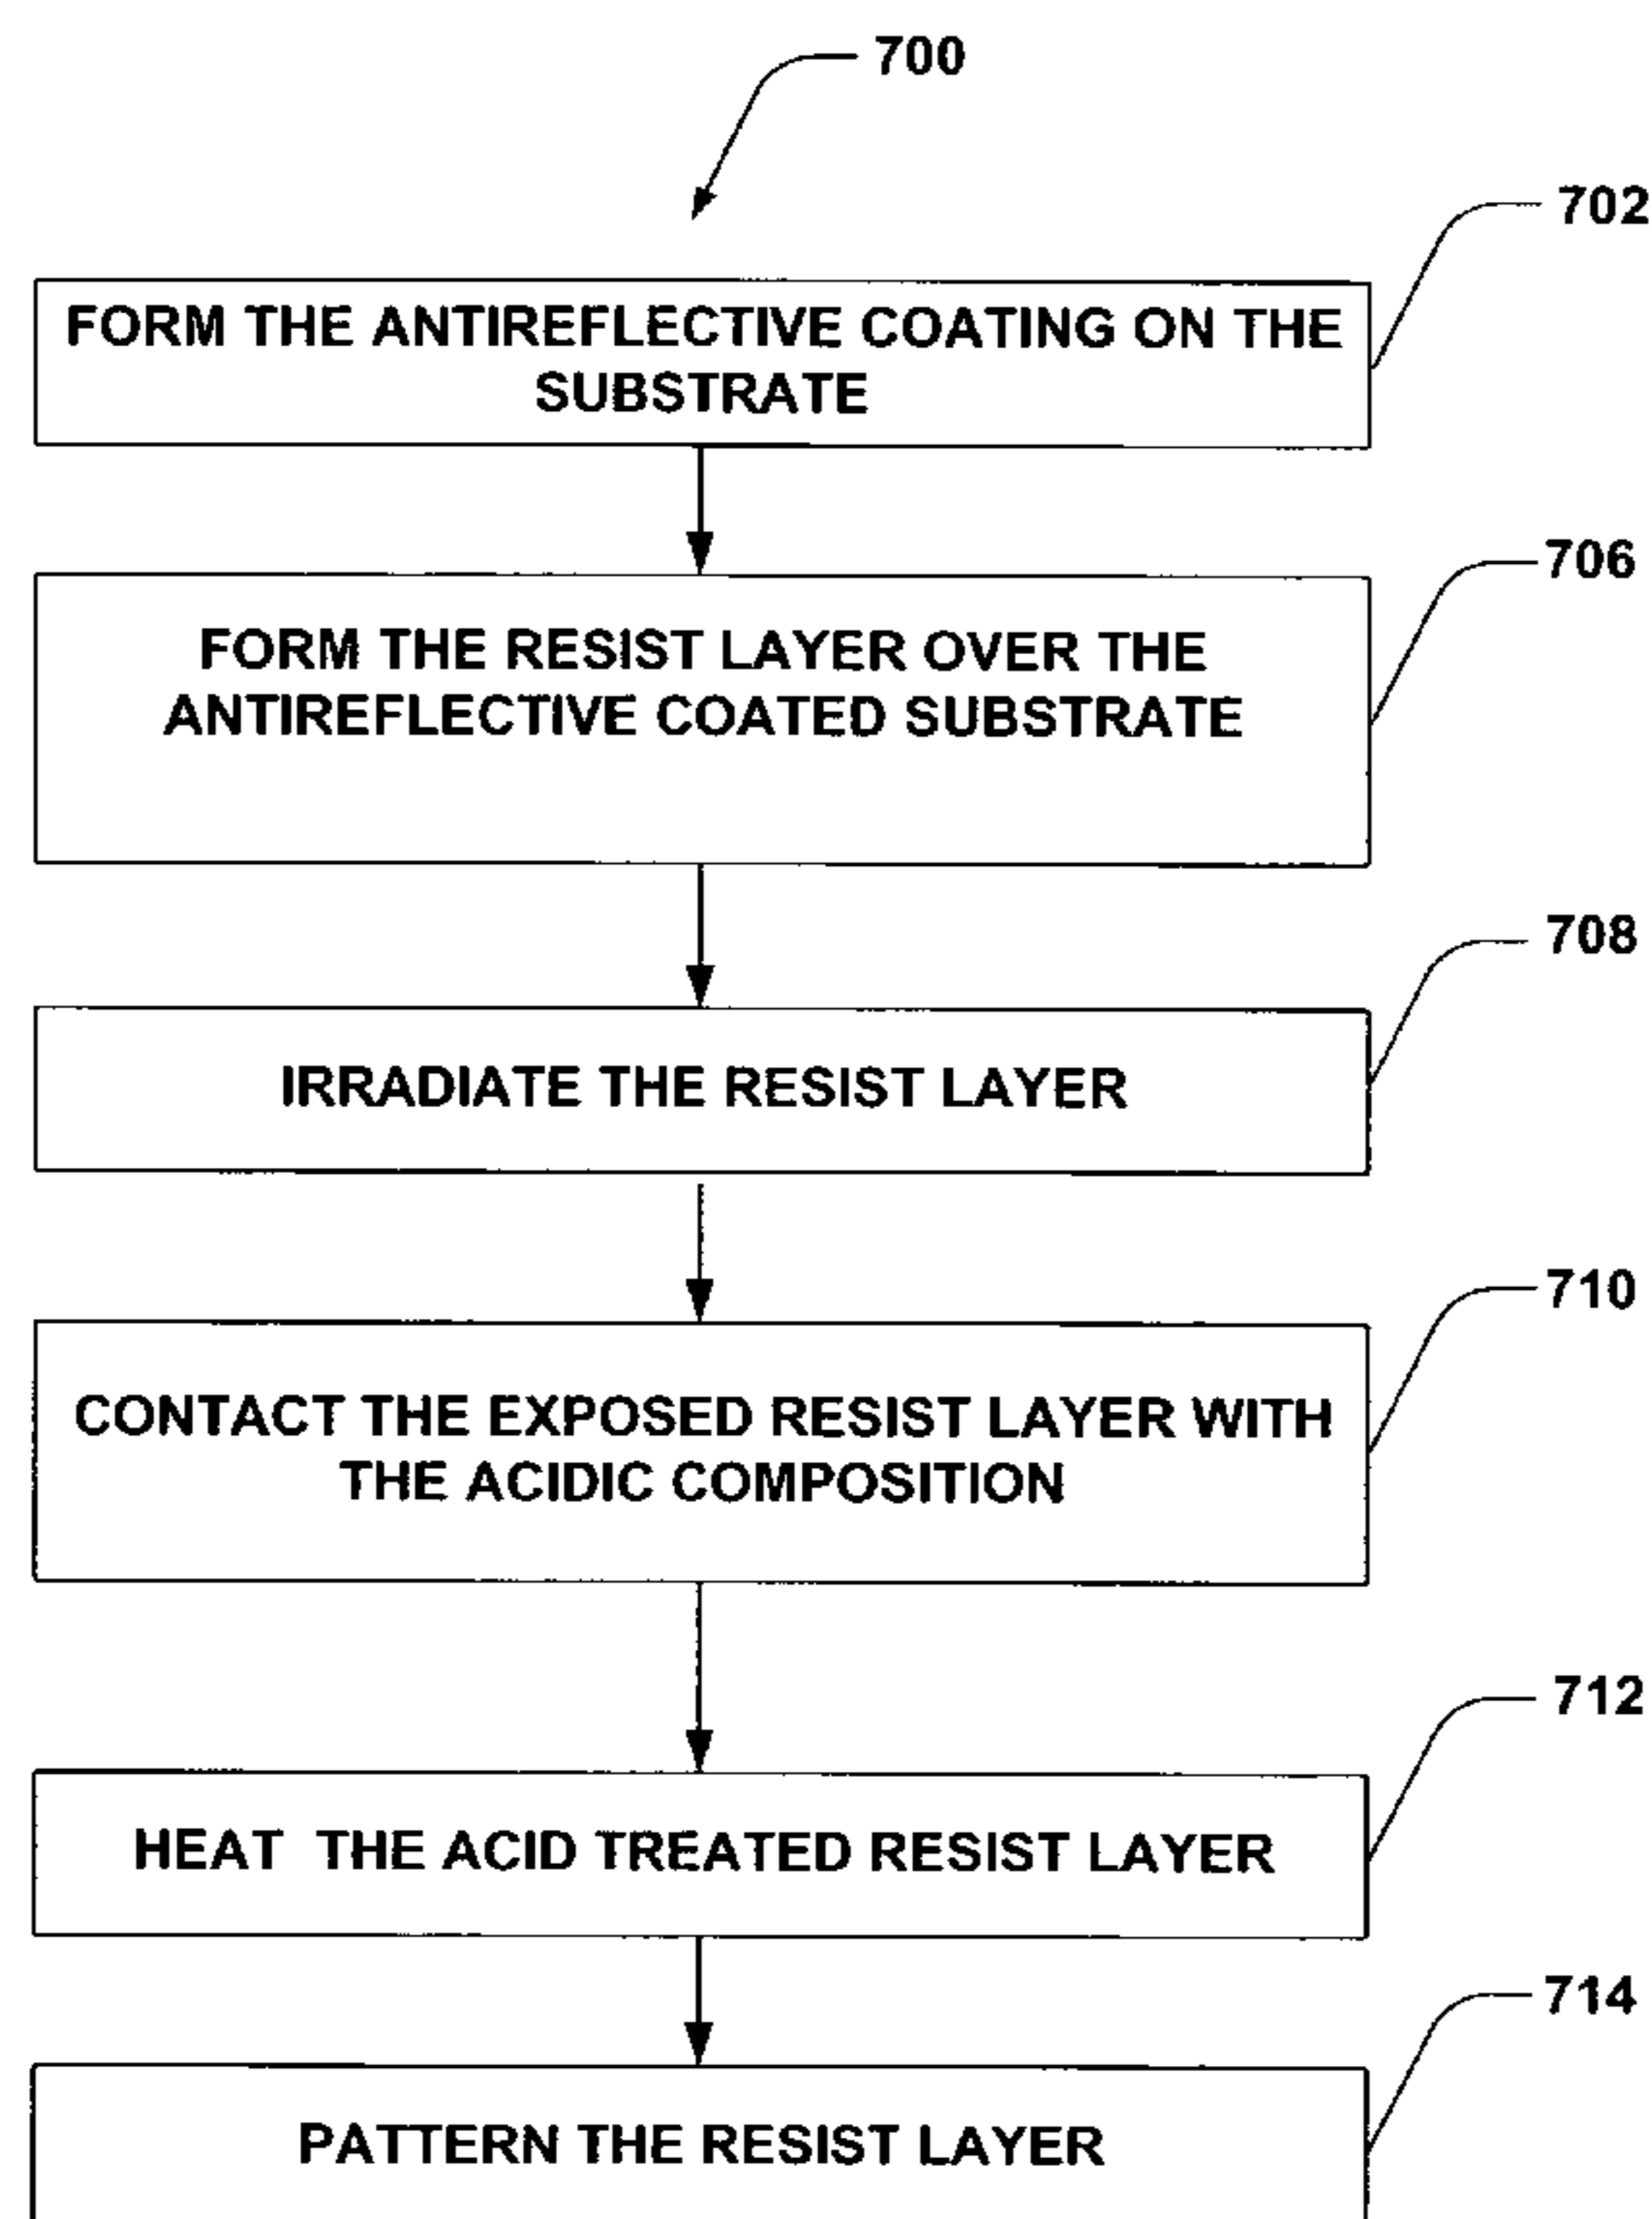 700
702
FORM THE ANTIREFLECTIVE COATING ON THE
SUBSTRATE
706
FORM THE RESIST LAYER OVER THE
ANTIREFLECTIVE COATED SUBSTRATE
708
IRRADIATE THE RESIST LAYER
710
CONTACT THE EXPOSED RESIST LAYER WITH
THE ACIDIC COMPOSITION
712
HEAT THE ACID TREATED RESIST LAYER
714
PATTERN THE RESIST LAYER